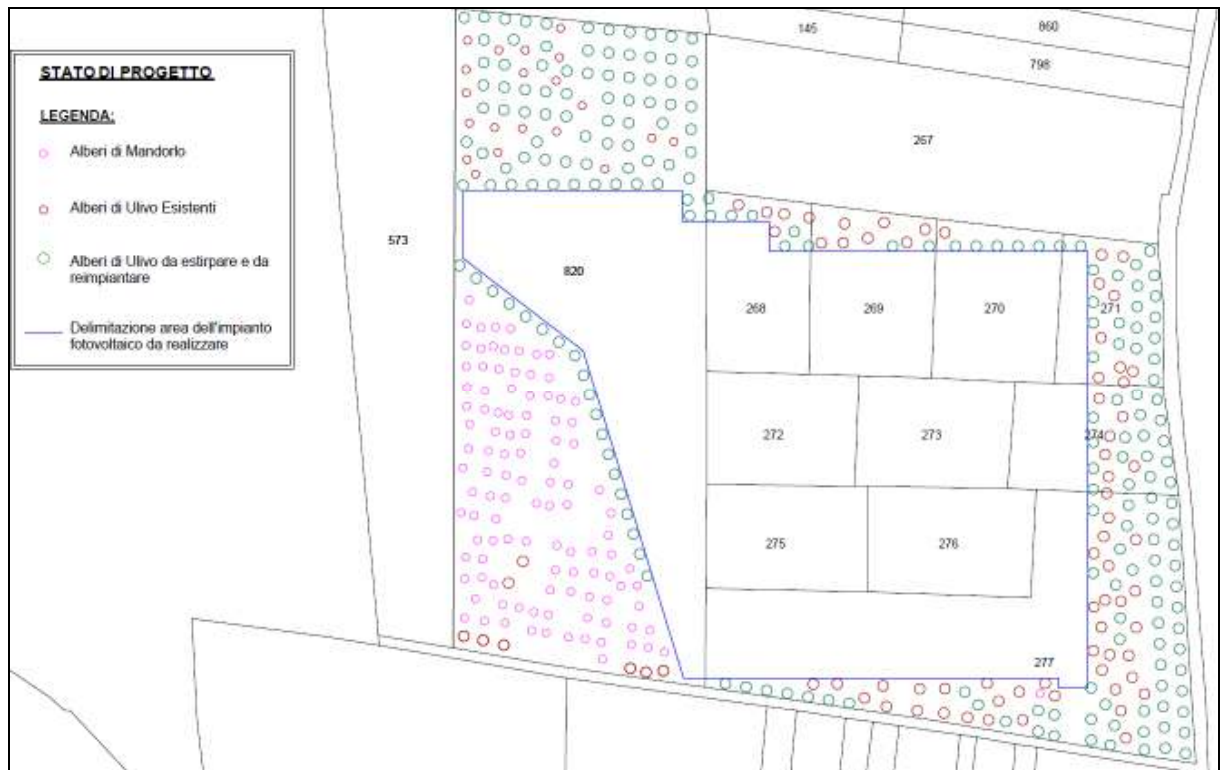 STATO DI PROGETTO
LEGENDA:
Alberi di Mandorlo
Alberi di Ulivo Esistenti
Alberi di Ulivo da estirpare e da
reimpiantare
Delimitazione area dell'impianto
fotovoltaico da realizzare
145
860
798
267
573
820
268
269
270
271
272
273
274
275
276
277